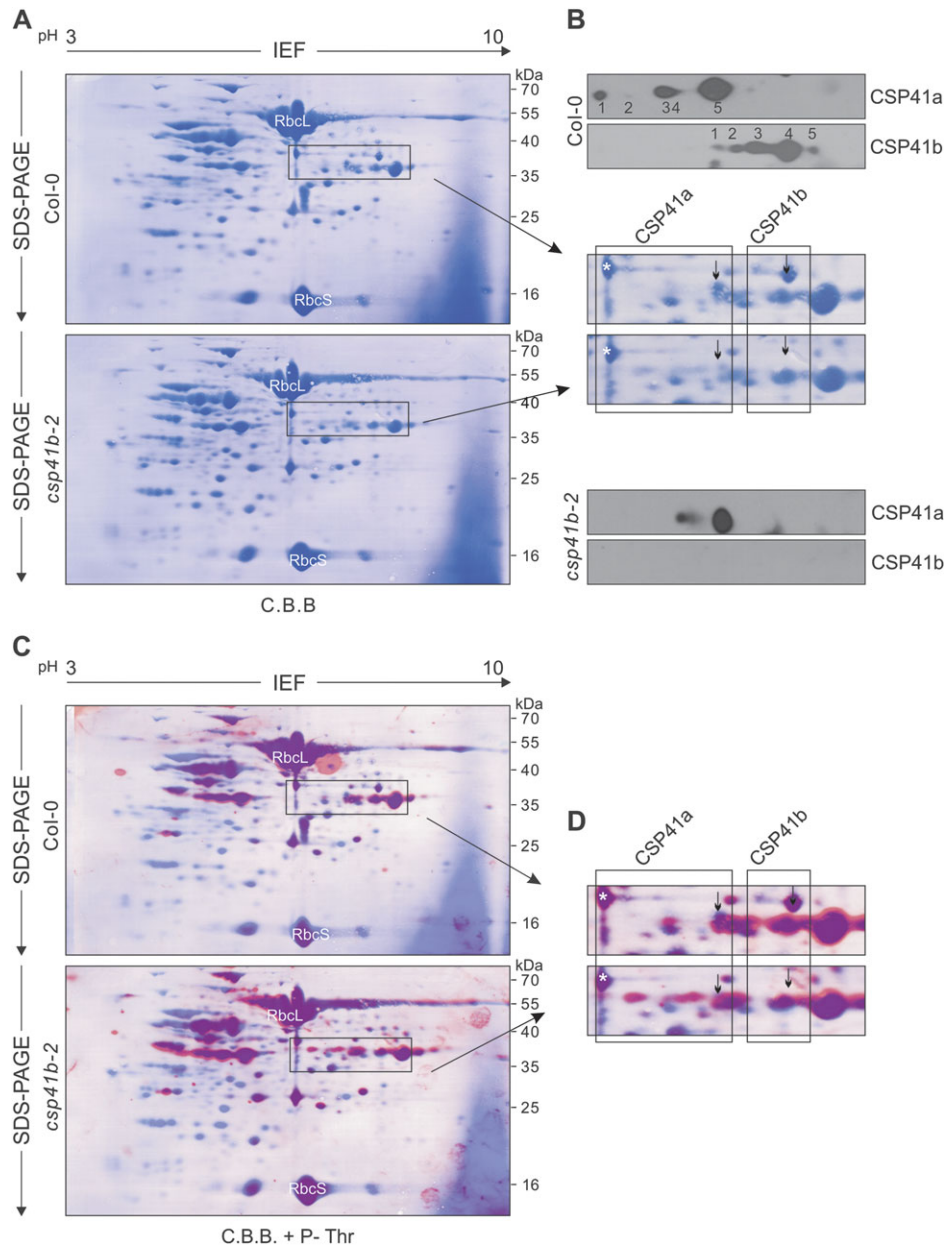 A
pH 3 10
IEF
SDS-PAGE
Col-0
RbcL
RbcS
kDa
70
55
40
35
25
16
SDS-PAGE
csp41b-2
RbcL
RbcS
kDa
70
55
40
35
25
16
C.B.B
B
Col-0
1 2 34 5
CSP41a
1 2 3 4 5
CSP41b
CSP41a CSP41b
*
*
csp41b-2
CSP41a
CSP41b
C
pH 3 10
IEF
SDS-PAGE
Col-0
RbcL
RbcS
kDa
70
55
40
35
25
16
SDS-PAGE
csp41b-2
RbcL
RbcS
kDa
70
55
40
35
25
16
C.B.B. + P- Thr
D
CSP41a CSP41b
*
*